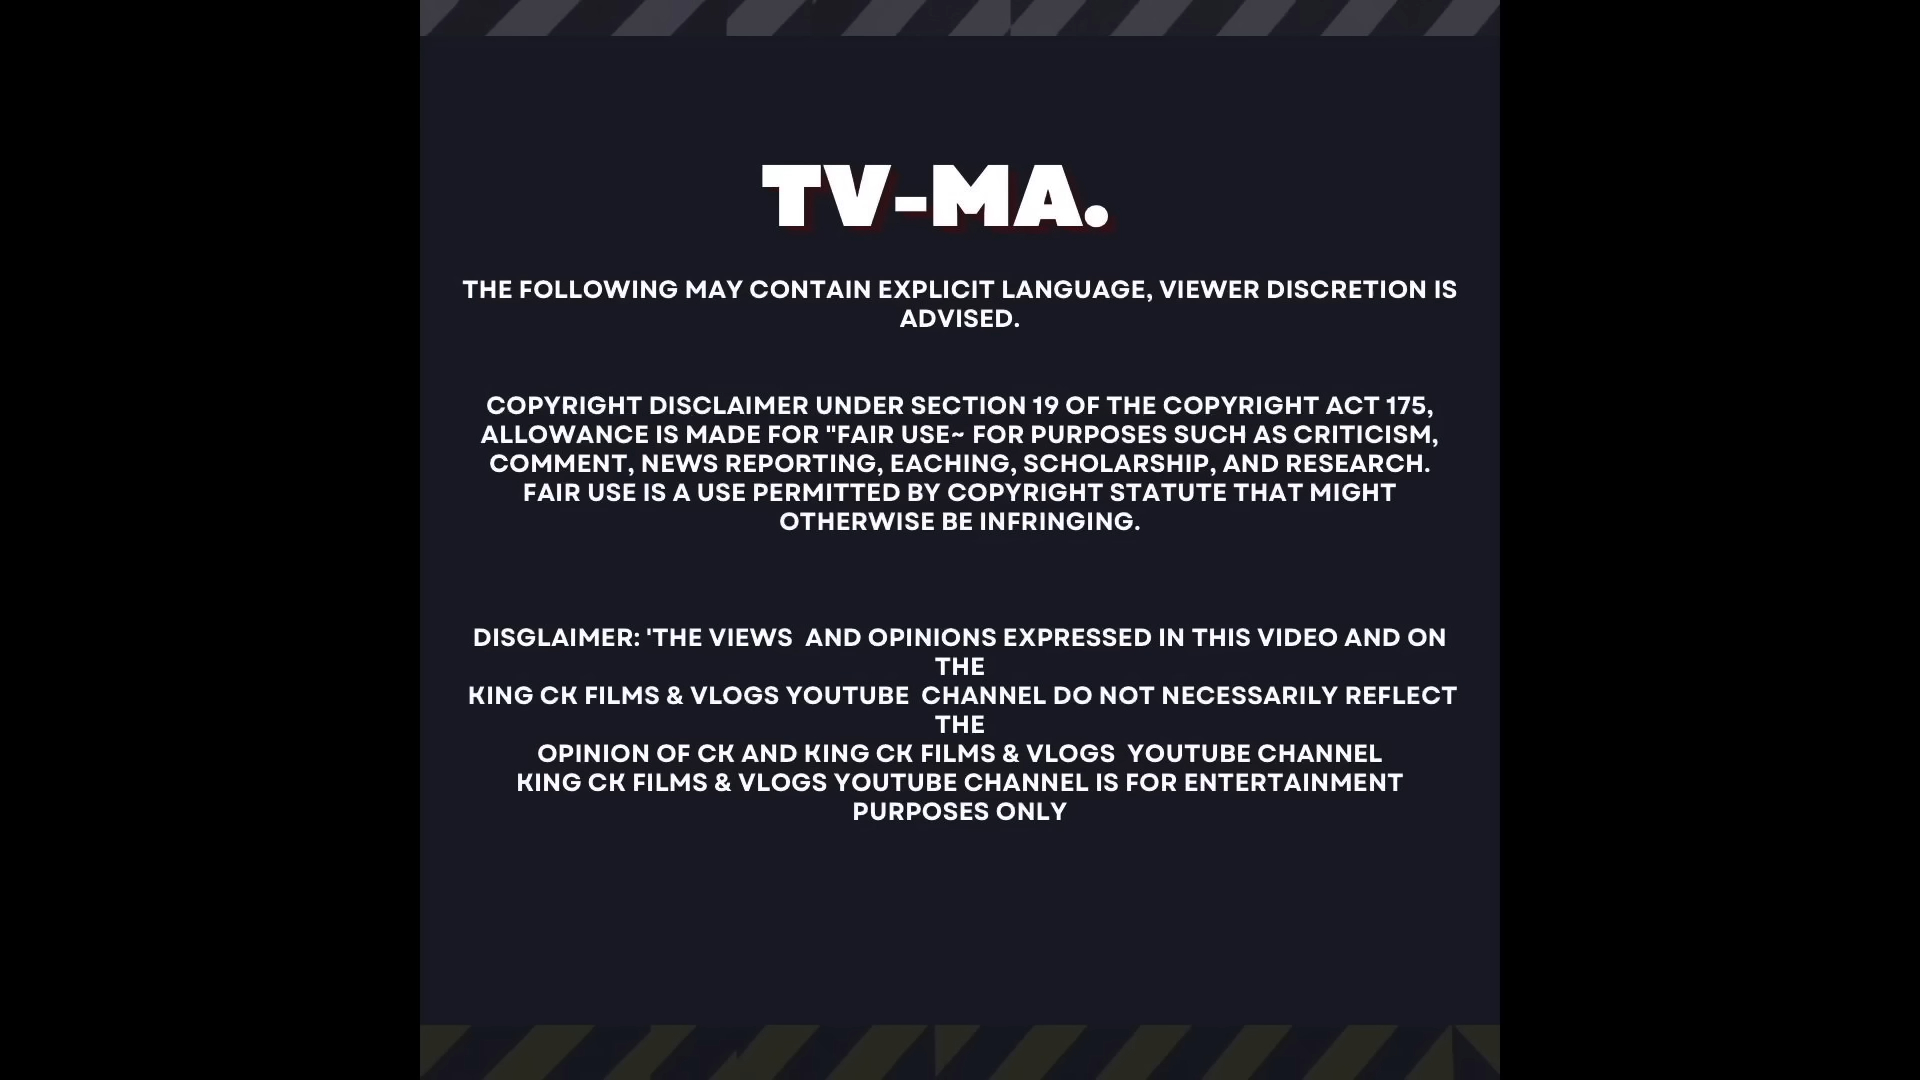 TV-MA.
THE FOLLOWING MAY CONTAIN EXPLICIT LANGUAGE, VIEWER DISCRETION IS
ADVISED.
COPYRIGHT DISCLAIMER UNDER SECTION 19 OF THE COPYRIGHT ACT 175,
ALLOWANCE IS MADE FOR "FAIR USE~ FOR PURPOSES SUCH AS CRITICISM,
COMMENT, NEWS REPORTING, EACHING, SCHOLARSHIP, AND RESEARCH.
FAIR USE IS A USE PERMITTED BY COPYRIGHT STATUTE THAT MIGHT
OTHERWISE BE INFRINGING.
DISGLAIMER: 'THE VIEWS  AND OPINIONS EXPRESSED IN THIS VIDEO AND ON
THE
KING CK FILMS & VLOGS YOUTUBE  CHANNEL DO NOT NECESSARILY REFLECT
THE
OPINION OF CK AND KING CK FILMS & VLOGS  YOUTUBE CHANNEL
KING CK FILMS & VLOGS YOUTUBE CHANNEL IS FOR ENTERTAINMENT
PURPOSES ONLY